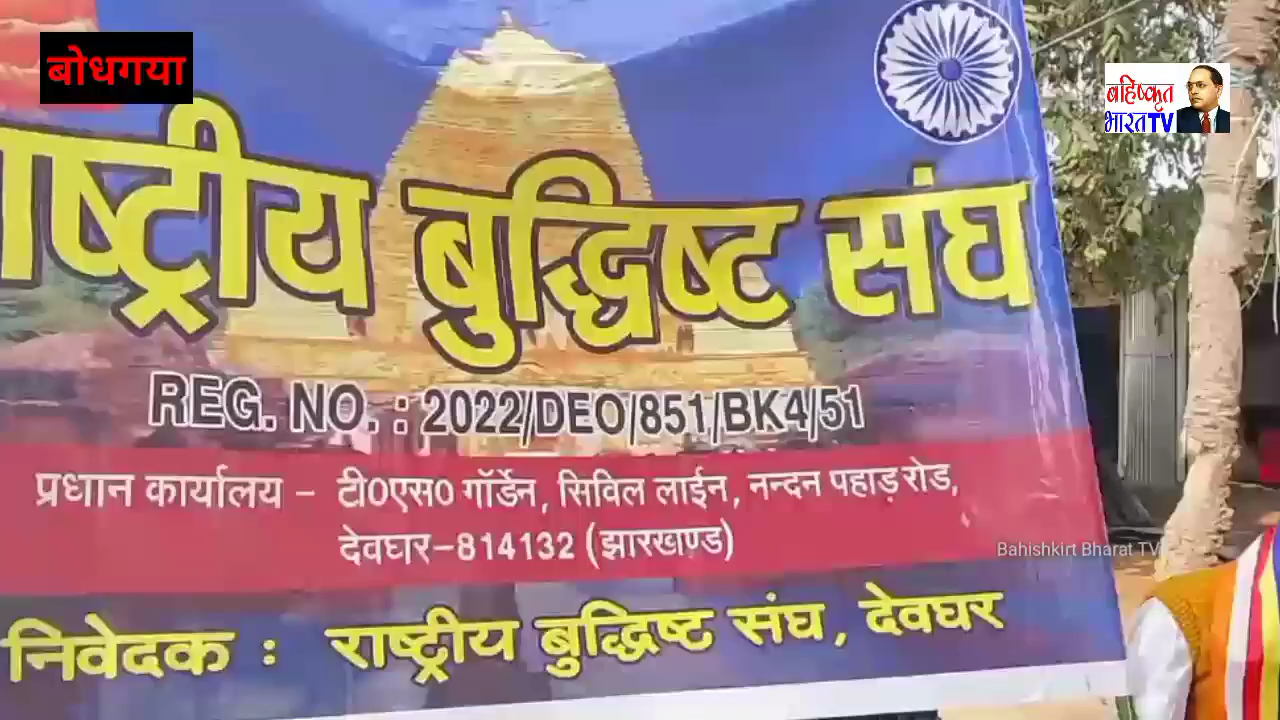 बोधगया
बहिष्कृत
भारतTV
राष्ट्रीय बुद्धिष्ट संघ
REG. NO. : 2022/DEO/851/BK4/51
प्रधान कार्यालय - टी0एस0 गॉर्डेन, सिविल लाईन, नन्दन पहाड़ रोड,
देवघर-814132 (झारखण्ड)
Bahishkirt Bharat TV
निवेदक : राष्ट्रीय बुद्धिष्ट संघ, देवघर